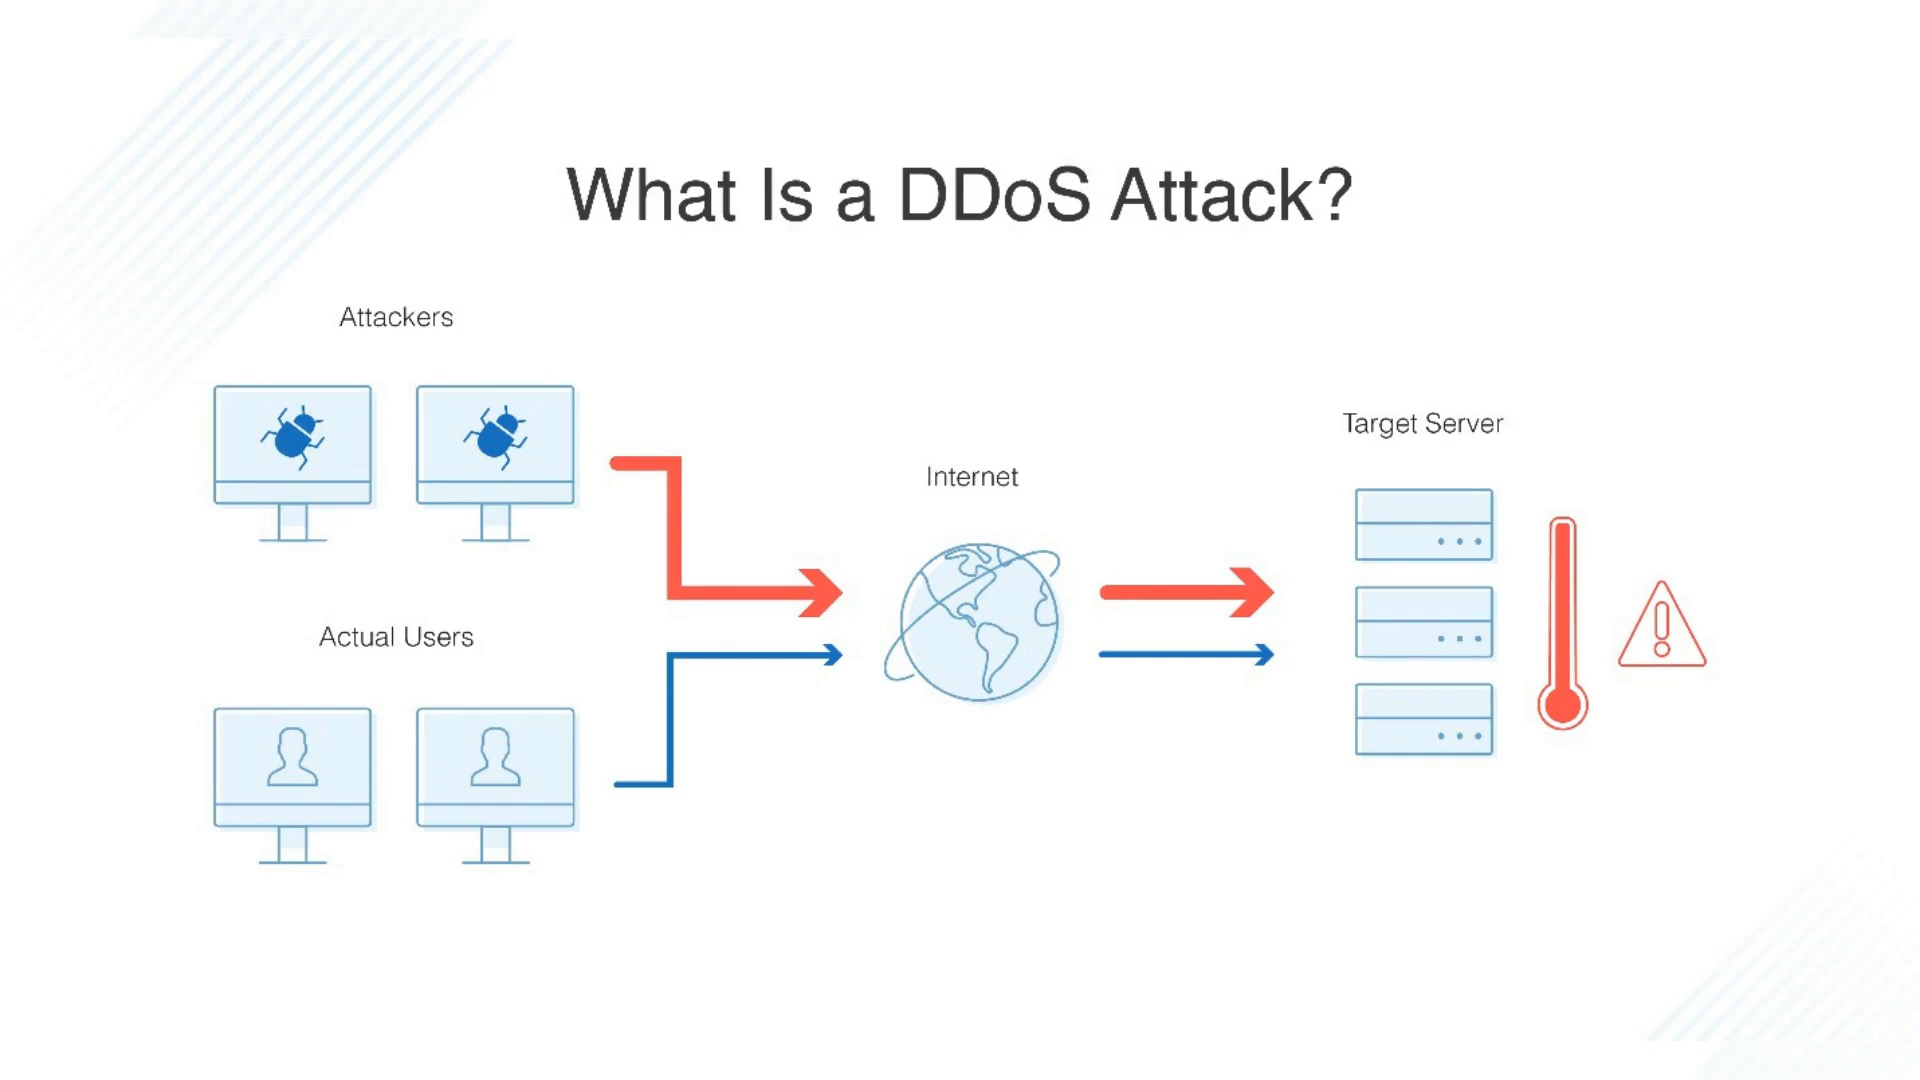 What Is a DDoS Attack?
Attackers
Target Server
Internet
Actual Users